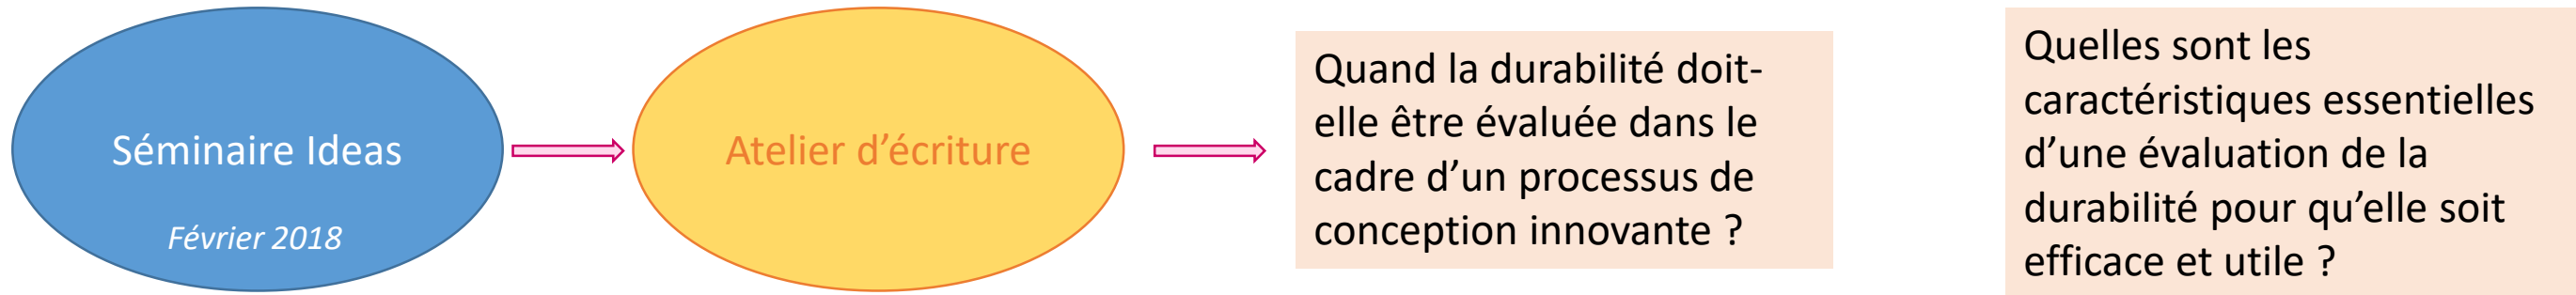 Séminaire Ideas
Février 2018
Atelier d’écriture
Quand la durabilité doit-
elle être évaluée dans le
cadre d’un processus de
conception innovante ?
Quelles sont les
caractéristiques essentielles
d’une évaluation de la
durabilité pour qu’elle soit
efficace et utile ?